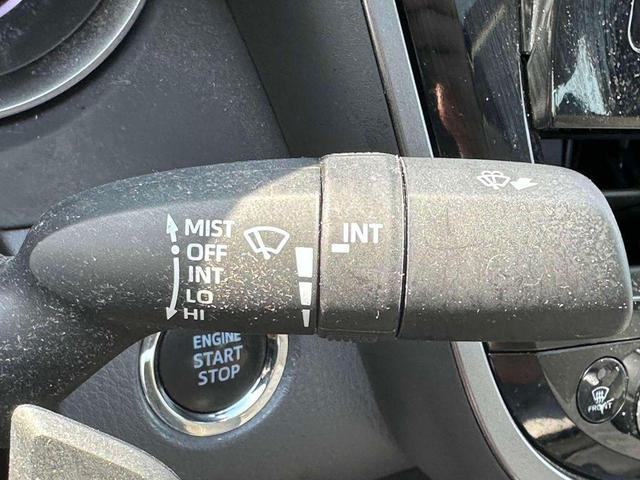 MIST
OFF
INT
LO
HI
INT
ENGINE
START
STOP
FRONT